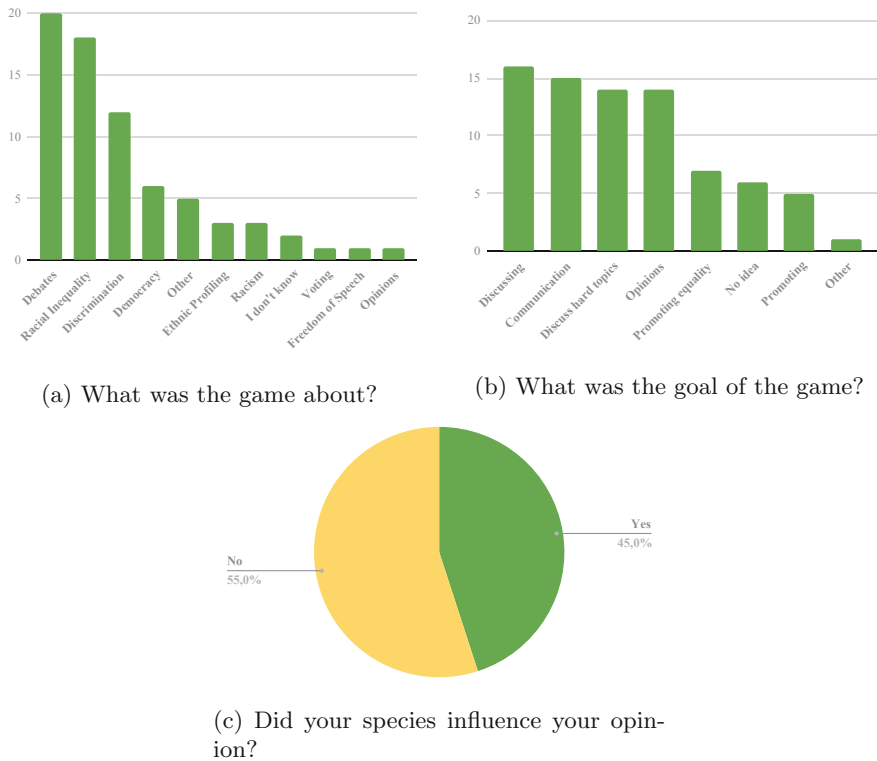 20
15
10
5
0
Debates
Racial Inequality
Discrimination
Democracy
Other
Ethnic Profiling
Racism
I don't know
Voting
Freedom of Speech
Opinions
(a) What was the game about?
20
15
10
5
0
Discussing
Communication
Discuss hard topics
Opinions
Promoting equality
No idea
Promoting
Other
(b) What was the goal of the game?
Yes
45,0%
No
55,0%
(c) Did your species influence your opin-
ion?